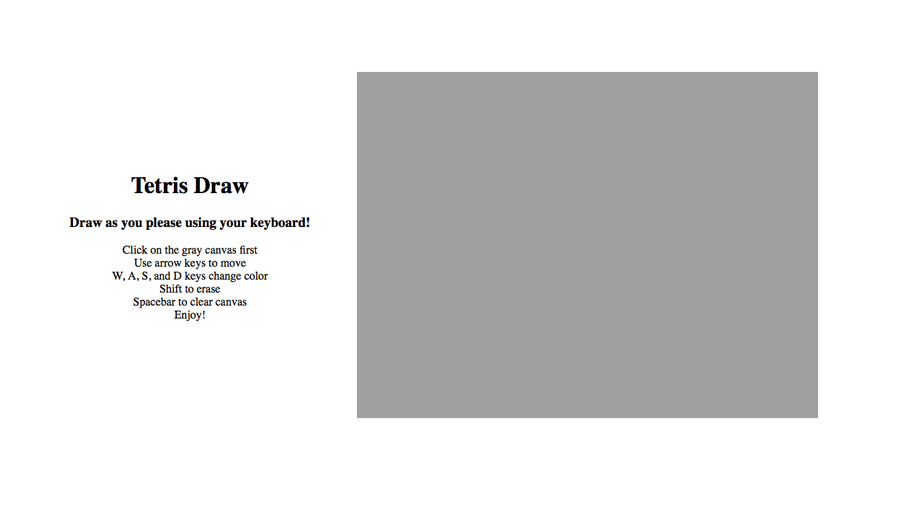 Tetris Draw
Draw as you please using your keyboard!
Click on the gray canvas first
Use arrow keys to move
W, A, S, and D keys change color
Shift to erase
Spacebar to clear canvas
Enjoy!